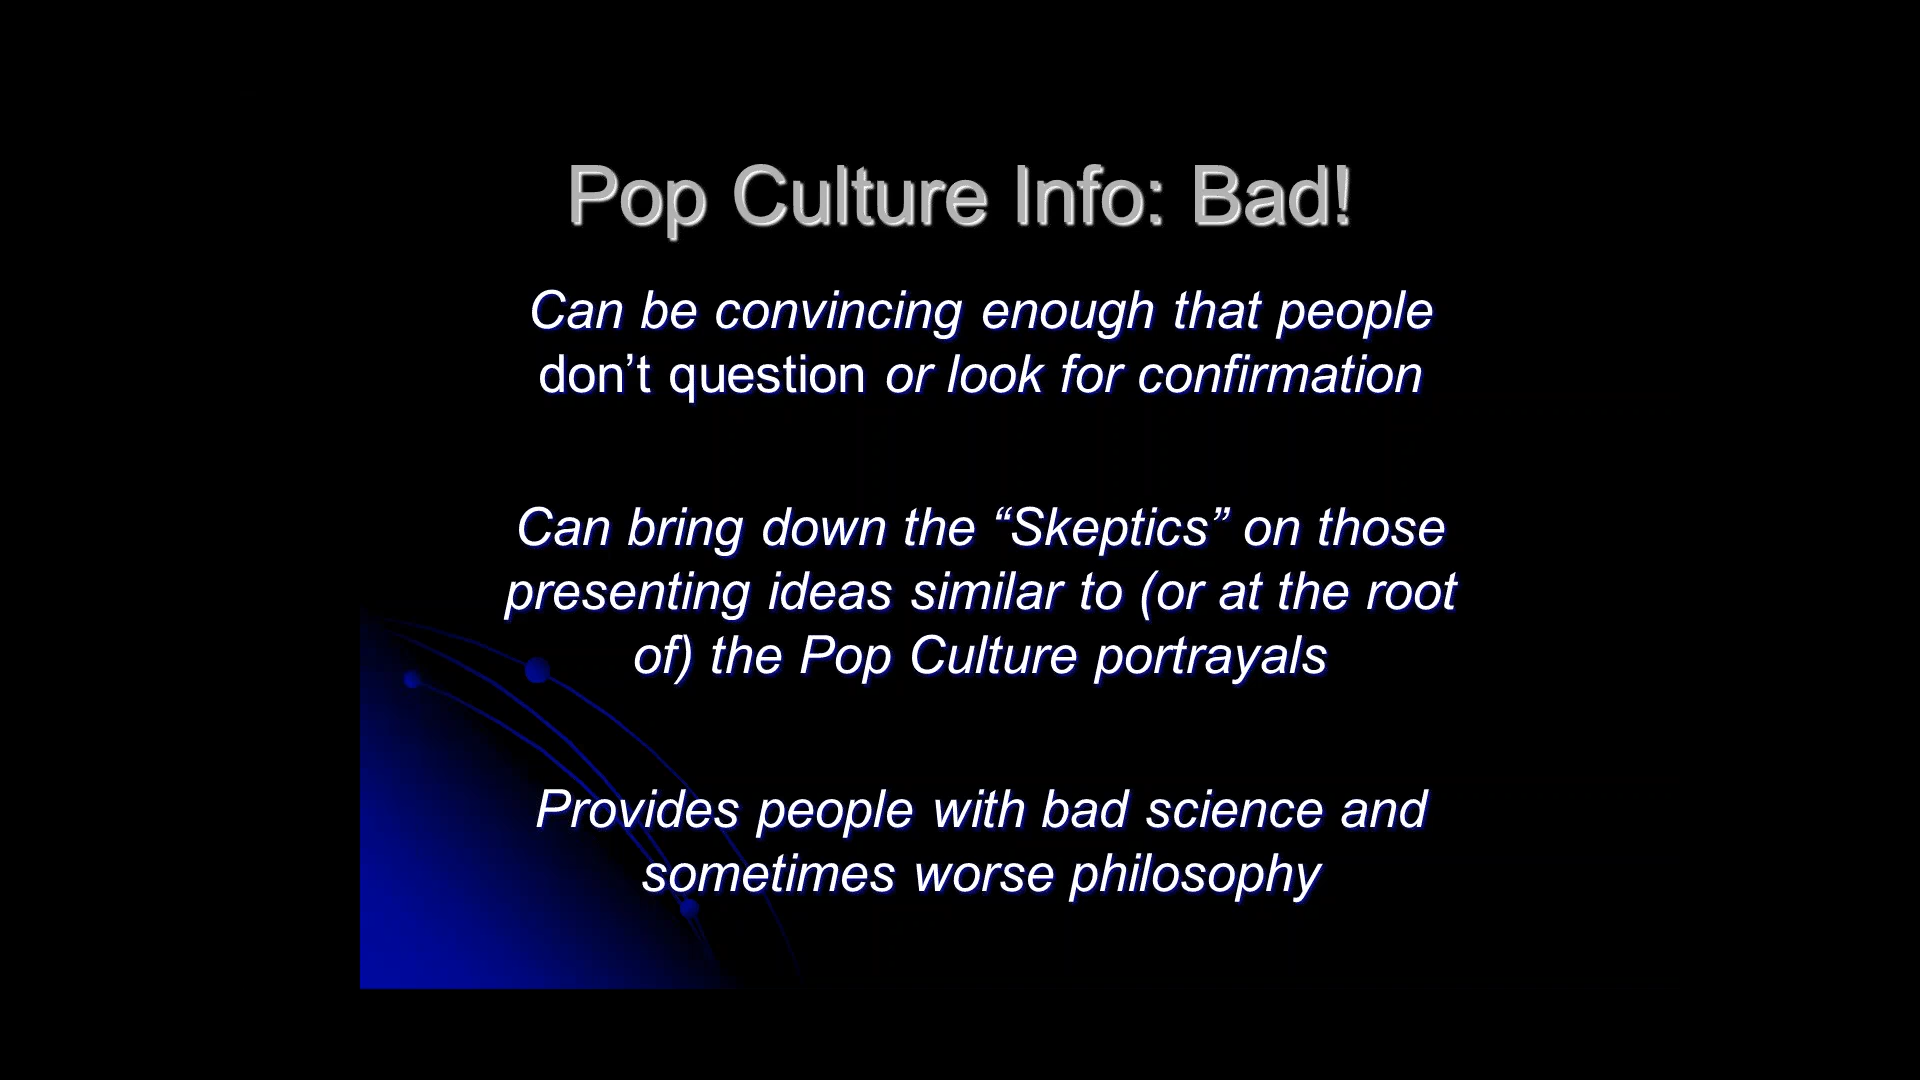 Pop Culture Info: Bad!
Can be convincing enough that people
don’t question or look for confirmation
Can bring down the “Skeptics” on those
presenting ideas similar to (or at the root
of) the Pop Culture portrayals
Provides people with bad science and
sometimes worse philosophy